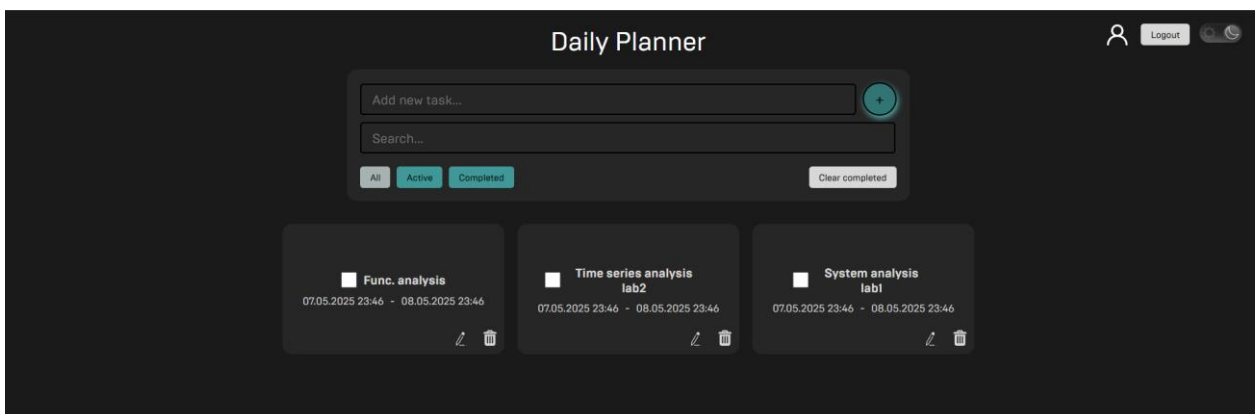 Daily Planner
Logout
Add new task...
+
Search...
All Active Completed Clear completed
Func. analysis
07.05.2025 23:46 - 08.05.2025 23:46
Time series analysis
lab2
07.05.2025 23:46 - 08.05.2025 23:46
System analysis
lab1
07.05.2025 23:46 - 08.05.2025 23:46